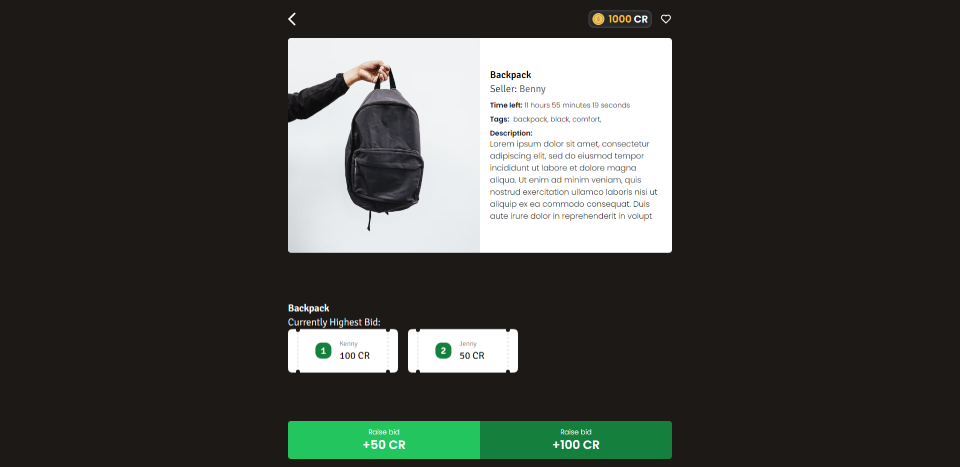 1000 CR
Backpack
Seller: Benny
Time left: 11 hours 55 minutes 19 seconds
Tags: backpack, black, comfort,
Description:
Lorem ipsum dolor sit amet, consectetur
adipiscing elit, sed do eiusmod tempor
incididunt ut labore et dolore magna
aliqua. Ut enim ad minim veniam, quis
nostrud exercitation ullamco laboris nisi ut
aliquip ex ea commodo consequat. Duis
aute irure dolor in reprehenderit in volupt
Backpack
Currently Highest Bid:
1
Kenny
100 CR
2
Jenny
50 CR
Raise bid
+50 CR
Raise bid
+100 CR